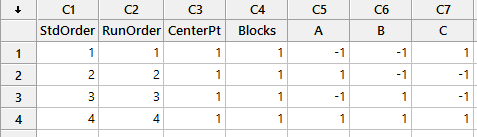 ↓ C1 C2 C3 C4 C5 C6 C7
StdOrder RunOrder CenterPt Blocks A B C
1 1 1 1 1 -1 -1 1
2 2 2 1 1 1 -1 -1
3 3 3 1 1 -1 1 -1
4 4 4 1 1 1 1 1